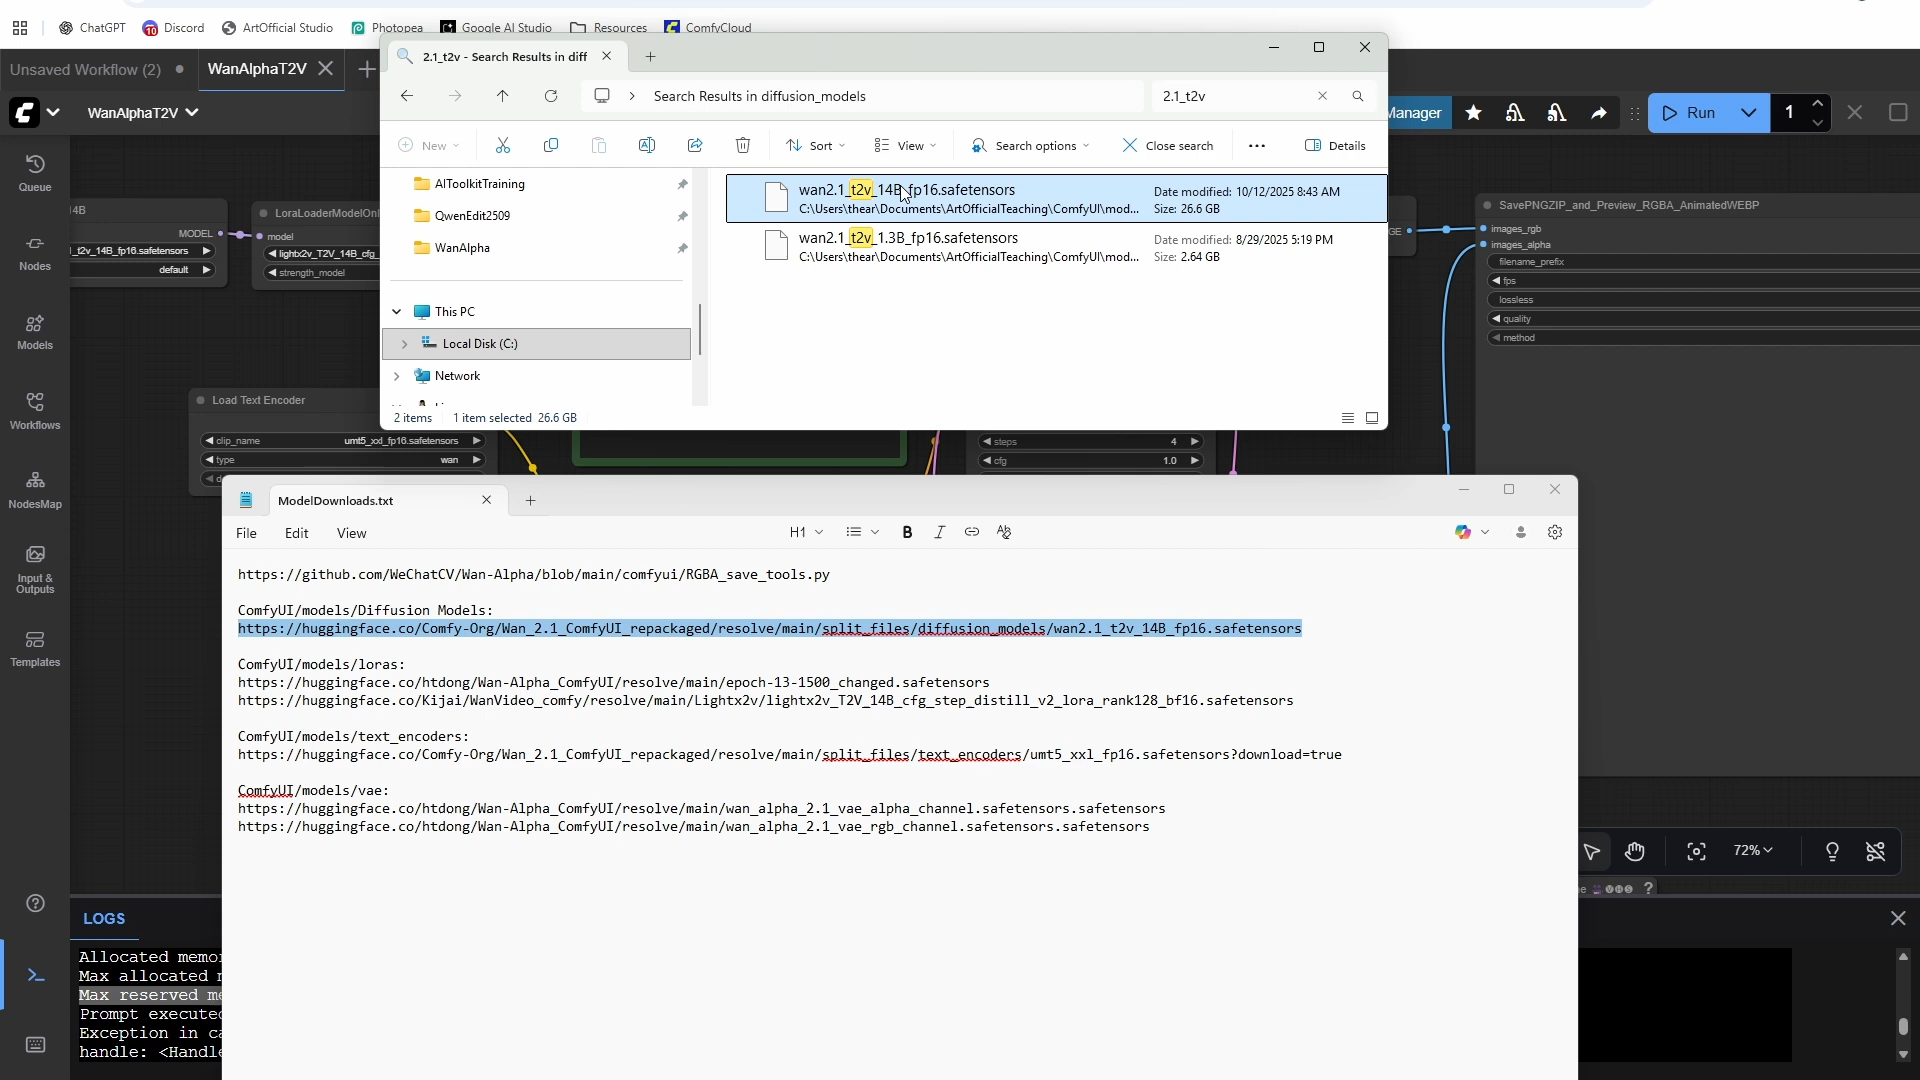 ChatGPT
Discord
ArtOfficial Studio
Photopea
Google AI Studio
Resources
ComfyCloud
Unsaved Workflow (2)
WanAlphaT2V
WanAlphaT2V
Manager
Run
1
2.1_t2v - Search Results in diff
Search Results in diffusion_models
2.1_t2v
New
Sort
View
Search options
Close search
Details
AIToolkitTraining
QwenEdit2509
WanAlpha
This PC
Local Disk (C:)
Network
wan2.1_t2v_14B_fp16.safetensors
C:\Users\thear\Documents\ArtOfficialTeaching\ComfyUI\mod...
Date modified: 10/12/2025 8:43 AM
Size: 26.6 GB
wan2.1_t2v_1.3B_fp16.safetensors
C:\Users\thear\Documents\ArtOfficialTeaching\ComfyUI\mod...
Date modified: 8/29/2025 5:19 PM
Size: 2.64 GB
2 items
1 item selected 26.6 GB
Queue
Nodes
Models
Workflows
NodesMap
Input & Outputs
Templates
14B
MODEL
_t2v_14B_fp16.safetensors
default
LoraLoaderModelOnl
model
lightx2v_T2V_14B_cfg_
strength_model
Load Text Encoder
clip_name
umt5_xxl_fp16.safetensors
type
wan
steps
4
cfg
1.0
GE
SavePNGZIP_and_Preview_RGBA_AnimatedWEBP
images_rgb
images_alpha
filename_prefix
fps
lossless
quality
method
ModelDownloads.txt
File
Edit
View
H1
https://github.com/WeChatCV/Wan-Alpha/blob/main/comfyui/RGBA_save_tools.py
ComfyUI/models/Diffusion Models:
https://huggingface.co/Comfy-Org/Wan_2.1_ComfyUI_repackaged/resolve/main/split_files/diffusion_models/wan2.1_t2v_14B_fp16.safetensors
ComfyUI/models/loras:
https://huggingface.co/htdong/Wan-Alpha_ComfyUI/resolve/main/epoch-13-1500_changed.safetensors
https://huggingface.co/Kijai/WanVideo_comfy/resolve/main/Lightx2v/lightx2v_T2V_14B_cfg_step_distill_v2_lora_rank128_bf16.safetensors
ComfyUI/models/text_encoders:
https://huggingface.co/Comfy-Org/Wan_2.1_ComfyUI_repackaged/resolve/main/split_files/text_encoders/umt5_xxl_fp16.safetensors?download=true
ComfyUI/models/vae:
https://huggingface.co/htdong/Wan-Alpha_ComfyUI/resolve/main/wan_alpha_2.1_vae_alpha_channel.safetensors.safetensors
https://huggingface.co/htdong/Wan-Alpha_ComfyUI/resolve/main/wan_alpha_2.1_vae_rgb_channel.safetensors.safetensors
72%
LOGS
Allocated memo
Max allocated
Max reserved me
Prompt executed
Exception in ca
handle: <Handle